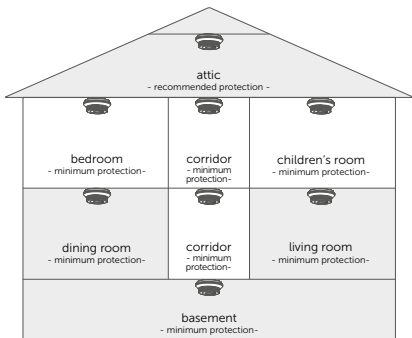 attic
- recommended protection -
bedroom
- minimum protection-
corridor
- minimum
protection-
children's room
- minimum protection-
dining room
- minimum protection-
corridor
- minimum
protection-
living room
- minimum protection-
basement
- minimum protection-